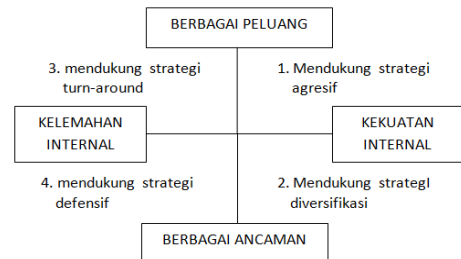 BERBAGAI PELUANG
3. mendukung strategi
turn-around
1. Mendukung strategi
agresif
KELEMAHAN
INTERNAL
KEKUATAN
INTERNAL
4. mendukung strategi
defensif
2. Mendukung strategI
diversifikasi
BERBAGAI ANCAMAN